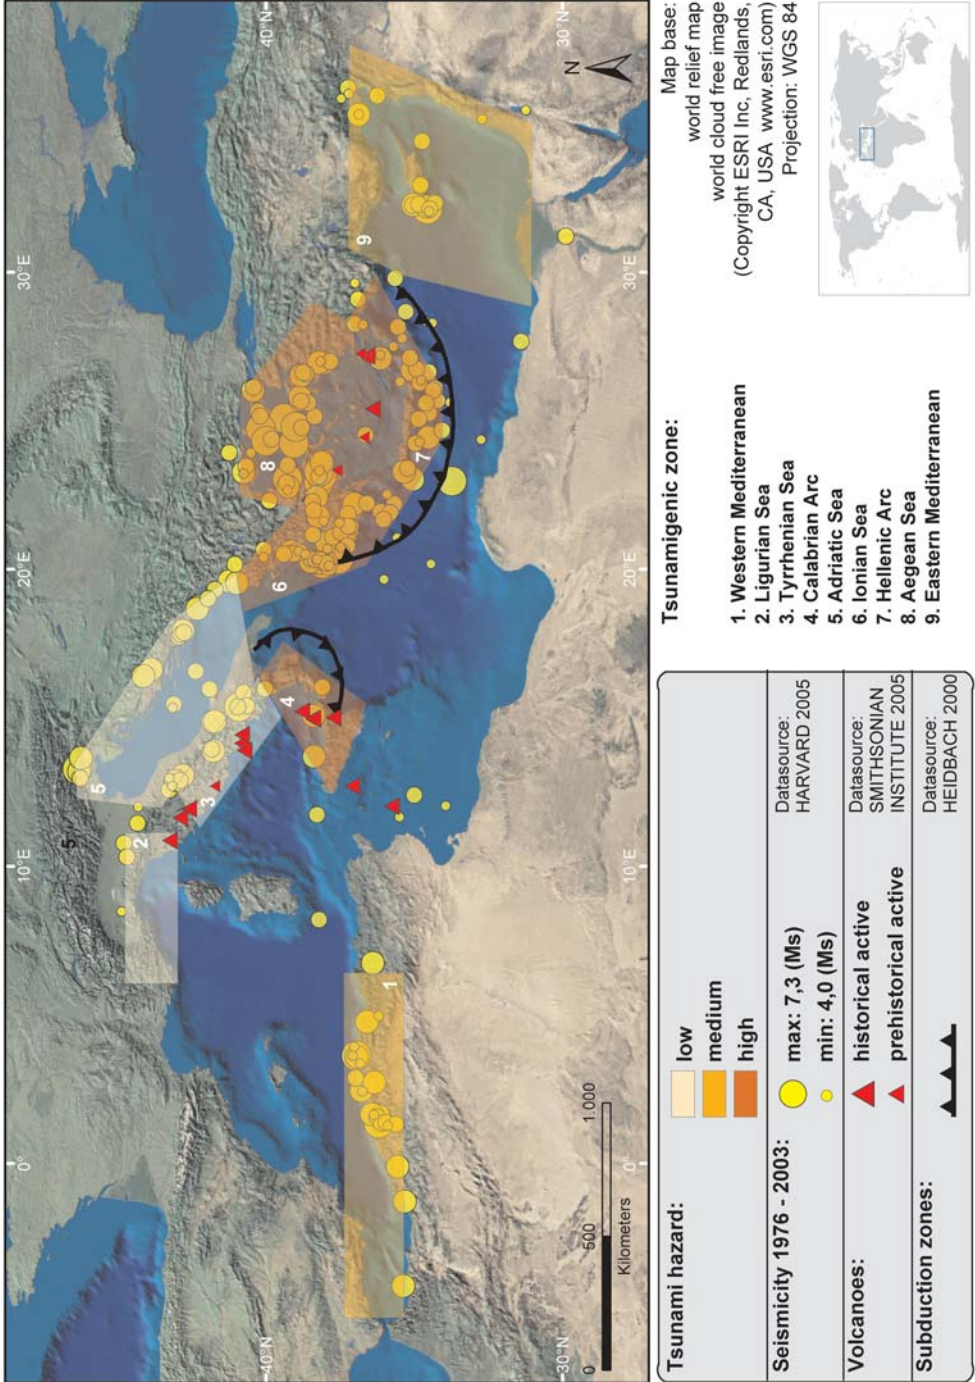 40°N
30°N
30°E
20°E
10°E
0°
40°N
30°N
N
5
5
2
3
4
6
7
8
9
1
0
500
1.000
Kilometers
Map base:
world relief map
world cloud free image
(Copyright ESRI Inc, Redlands,
CA, USA www.esri.com)
Projection: WGS 84
Tsunamigenic zone:
1. Western Mediterranean
2. Ligurian Sea
3. Tyrrhenian Sea
4. Calabrian Arc
5. Adriatic Sea
6. Ionian Sea
7. Hellenic Arc
8. Aegean Sea
9. Eastern Mediterranean
Tsunami hazard:
low
medium
high
Seismicity 1976 - 2003:
max: 7,3 (Ms)
min: 4,0 (Ms)
Datasource:
HARVARD 2005
Volcanoes:
historical active
prehistorical active
Datasource:
SMITHSONIAN
INSTITUTE 2005
Subduction zones:
Datasource:
HEIDBACH 2000